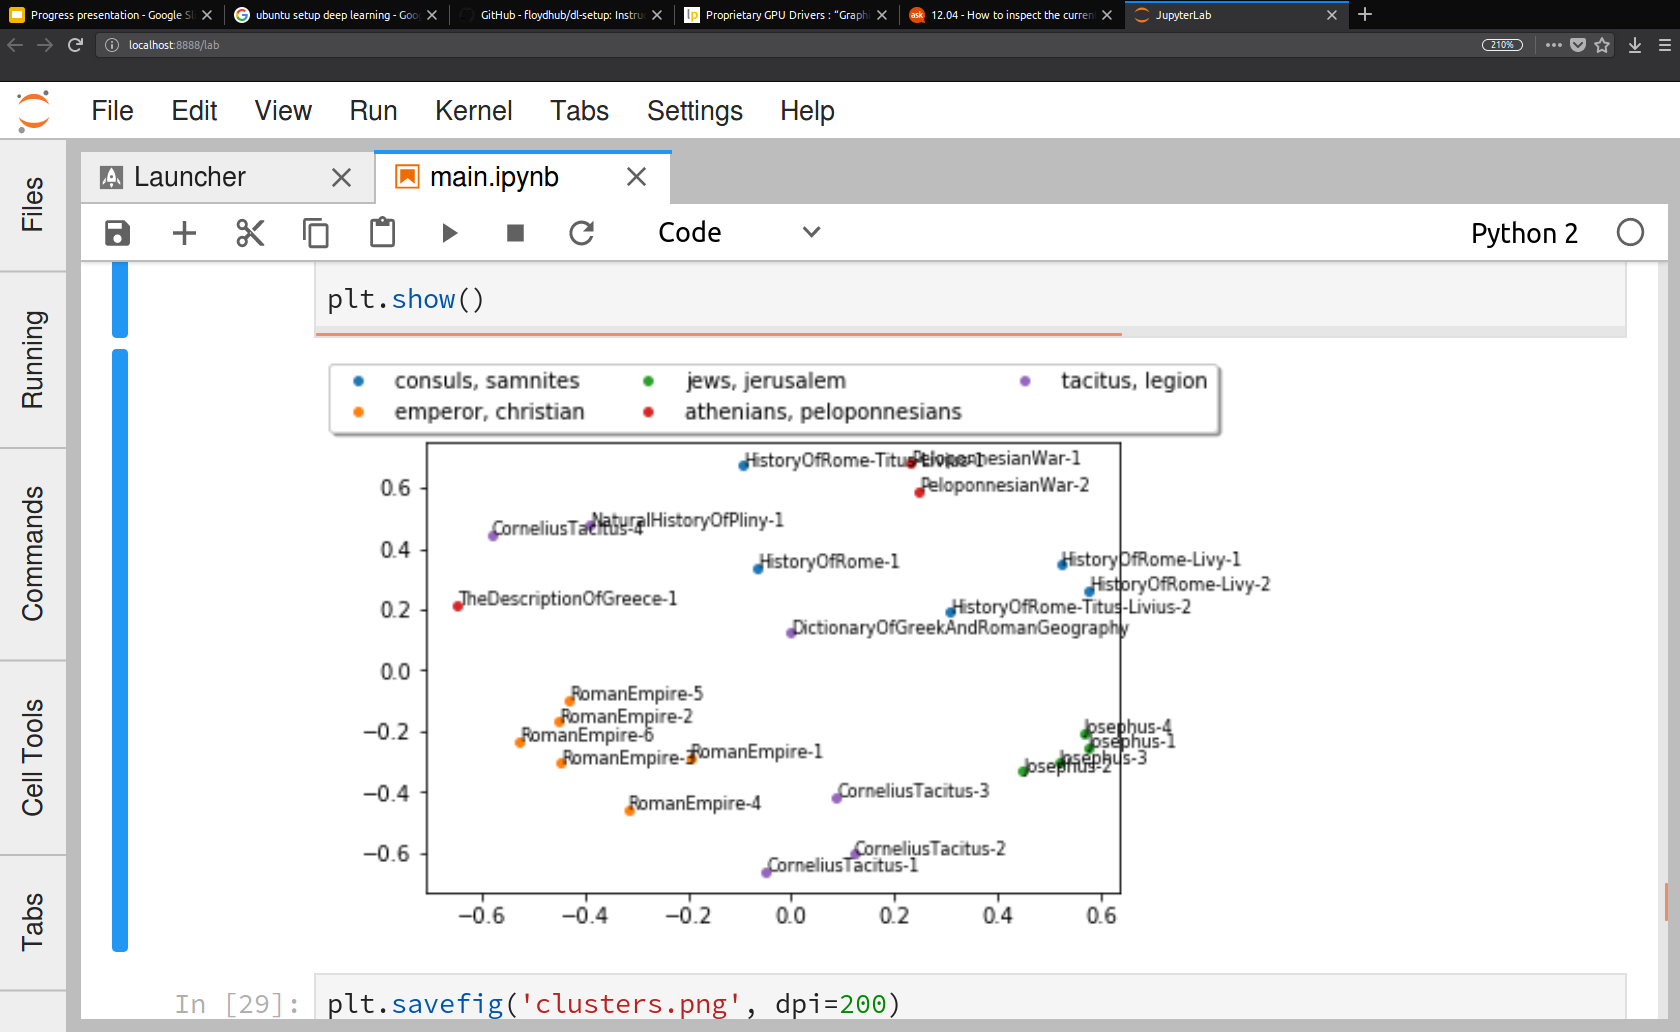 Progress presentation - Google Sl
ubuntu setup deep learning - Goo
GitHub - floydhub/dl-setup: Instru
Proprietary GPU Drivers : “Graph
12.04 - How to inspect the curren
JupyterLab
localhost:8888/lab
210%
File Edit View Run Kernel Tabs Settings Help
Launcher
main.ipynb
Code
Python 2
Files
Running
Commands
Cell Tools
Tabs
plt.show()
consuls, samnites
jews, jerusalem
tacitus, legion
emperor, christian
athenians, peloponnesians
HistoryOfRome-Titus-Livius-1
PeloponnesianWar-1
PeloponnesianWar-2
NaturalHistoryOfPliny-1
CorneliusTacitus-4
HistoryOfRome-1
HistoryOfRome-Livy-1
HistoryOfRome-Livy-2
TheDescriptionOfGreece-1
HistoryOfRome-Titus-Livius-2
DictionaryOfGreekAndRomanGeography
RomanEmpire-5
RomanEmpire-2
RomanEmpire-6
RomanEmpire-3
RomanEmpire-1
Josephus-4
Josephus-1
Josephus-3
Josephus-2
CorneliusTacitus-3
RomanEmpire-4
CorneliusTacitus-2
CorneliusTacitus-1
0.6
0.4
0.2
0.0
−0.2
−0.4
−0.6
−0.6 −0.4 −0.2 0.0 0.2 0.4 0.6
In [29]: plt.savefig('clusters.png', dpi=200)